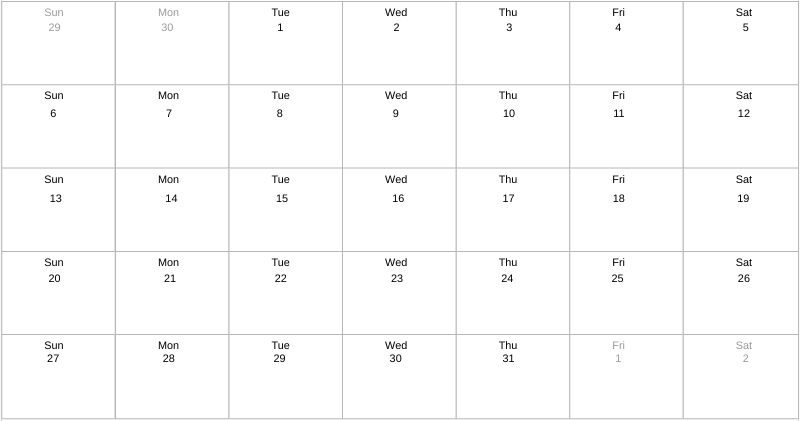 Sun Mon Tue Wed Thu Fri Sat
29 30 1 2 3 4 5
Sun Mon Tue Wed Thu Fri Sat
6 7 8 9 10 11 12
Sun Mon Tue Wed Thu Fri Sat
13 14 15 16 17 18 19
Sun Mon Tue Wed Thu Fri Sat
20 21 22 23 24 25 26
Sun Mon Tue Wed Thu Fri Sat
27 28 29 30 31 1 2